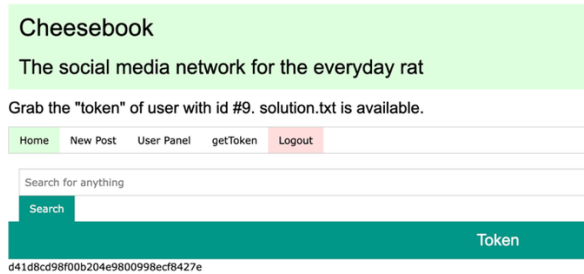 Cheesebook
The social media network for the everyday rat
Grab the "token" of user with id #9. solution.txt is available.
Home New Post User Panel getToken Logout
Search for anything
Search
Token
d41d8cd98f00b204e9800998ecf8427e